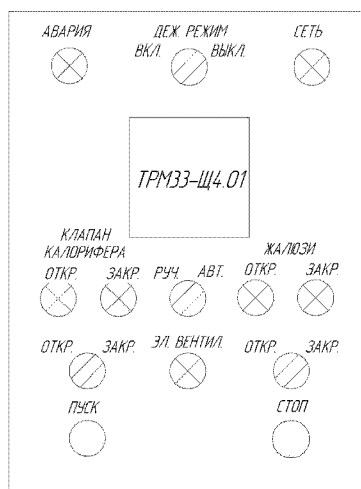 АВАРИЯ ДЕЖ. РЕЖИМ СЕТЬ
ВКЛ. ВЫКЛ.
ТРМ33-Щ4.01
КЛАПАН
КАЛОРИФЕРА ЖАЛЮЗИ
ОТКР. ЗАКР. РУЧ. АВТ. ОТКР. ЗАКР.
ОТКР. ЗАКР. ЭЛ. ВЕНТИЛ. ОТКР. ЗАКР.
ПУСК СТОП